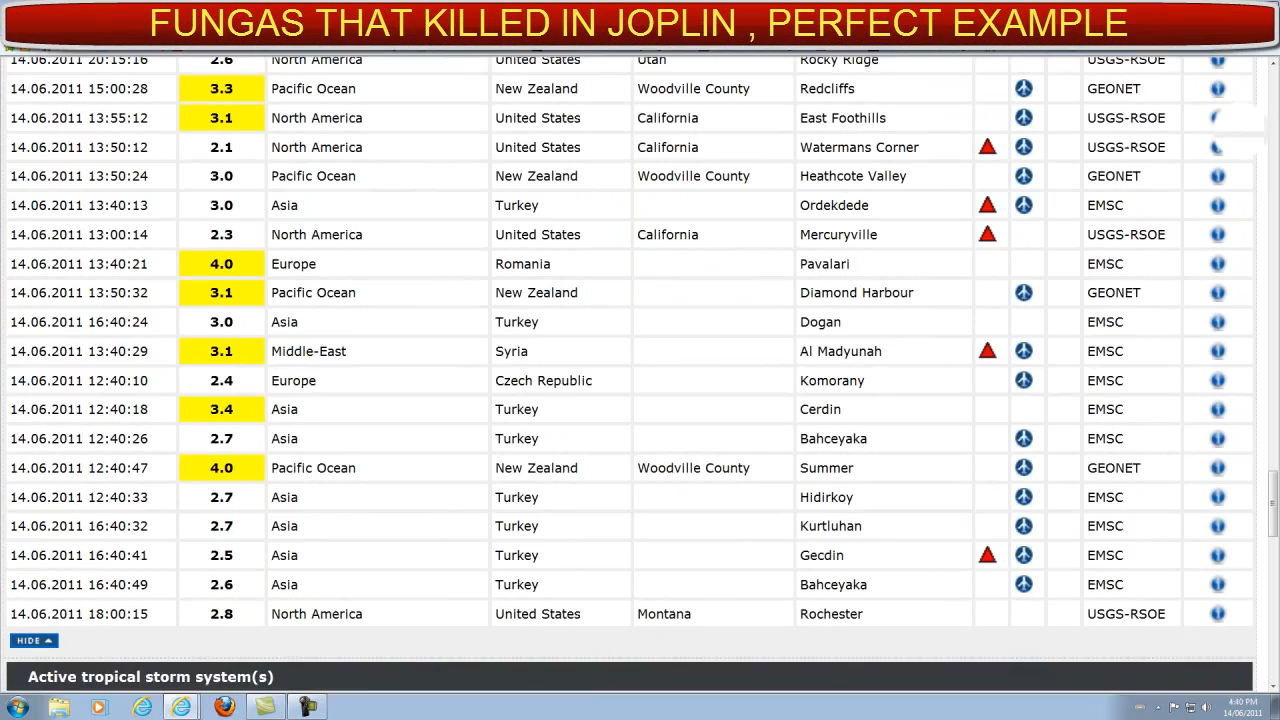 FUNGAS THAT KILLED IN JOPLIN , PERFECT EXAMPLE
14.06.2011 20:15:16 2.6 North America United States Utah Rocky Ridge USGS-RSOE
14.06.2011 15:00:28 3.3 Pacific Ocean New Zealand Woodville County Redcliffs GEONET
14.06.2011 13:55:12 3.1 North America United States California East Foothills USGS-RSOE
14.06.2011 13:50:12 2.1 North America United States California Watermans Corner USGS-RSOE
14.06.2011 13:50:24 3.0 Pacific Ocean New Zealand Woodville County Heathcote Valley GEONET
14.06.2011 13:40:13 3.0 Asia Turkey Ordekdede EMSC
14.06.2011 13:00:14 2.3 North America United States California Mercuryville USGS-RSOE
14.06.2011 13:40:21 4.0 Europe Romania Pavalari EMSC
14.06.2011 13:50:32 3.1 Pacific Ocean New Zealand Diamond Harbour GEONET
14.06.2011 16:40:24 3.0 Asia Turkey Dogan EMSC
14.06.2011 13:40:29 3.1 Middle-East Syria Al Madyunah EMSC
14.06.2011 12:40:10 2.4 Europe Czech Republic Komorany EMSC
14.06.2011 12:40:18 3.4 Asia Turkey Cerdin EMSC
14.06.2011 12:40:26 2.7 Asia Turkey Bahceyaka EMSC
14.06.2011 12:40:47 4.0 Pacific Ocean New Zealand Woodville County Summer GEONET
14.06.2011 12:40:33 2.7 Asia Turkey Hidirkoy EMSC
14.06.2011 16:40:32 2.7 Asia Turkey Kurtluhan EMSC
14.06.2011 16:40:41 2.5 Asia Turkey Gecdin EMSC
14.06.2011 16:40:49 2.6 Asia Turkey Bahceyaka EMSC
14.06.2011 18:00:15 2.8 North America United States Montana Rochester USGS-RSOE
HIDE
Active tropical storm system(s)
4:40 PM
14/06/2011